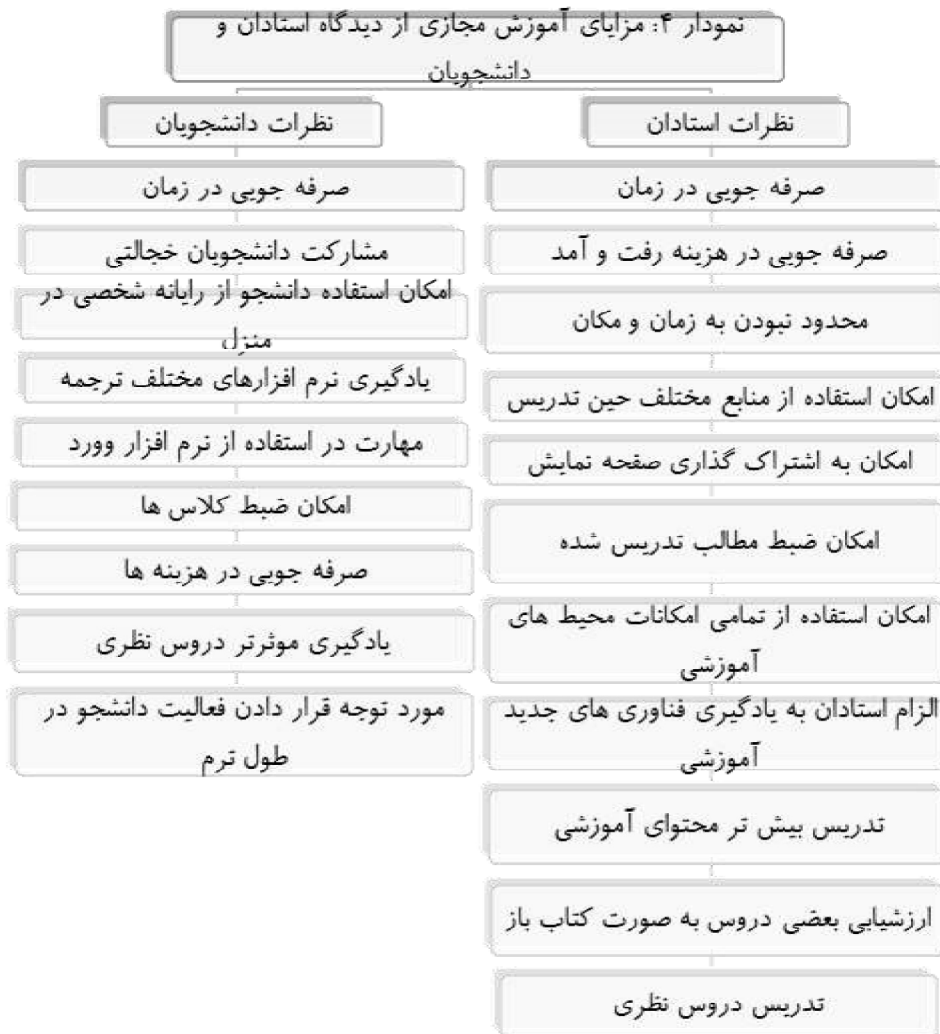 نمودار ۴: مزایای آموزش مجازی از دیدگاه استادان و
دانشجویان
نظرات استادان
صرفه جویی در زمان
صرفه جویی در هزینه رفت و آمد
محدود نبودن به زمان و مکان
امکان استفاده از منابع مختلف حین تدریس
امکان به اشتراک گذاری صفحه نمایش
امکان ضبط مطالب تدریس شده
امکان استفاده از تمامی امکانات محیط های
آموزشی
الزام استادان به یادگیری فناوری های جدید
آموزشی
تدریس بیش تر محتوای آموزشی
ارزشیابی بعضی دروس به صورت کتاب باز
تدریس دروس نظری
نظرات دانشجویان
صرفه جویی در زمان
مشارکت دانشجویان خجالتی
امکان استفاده دانشجو از رایانه شخصی در
منزل
یادگیری نرم افزارهای مختلف ترجمه
مهارت در استفاده از نرم افزار وورد
امکان ضبط کلاس ها
صرفه جویی در هزینه ها
یادگیری موثرتر دروس نظری
مورد توجه قرار دادن فعالیت دانشجو در
طول ترم